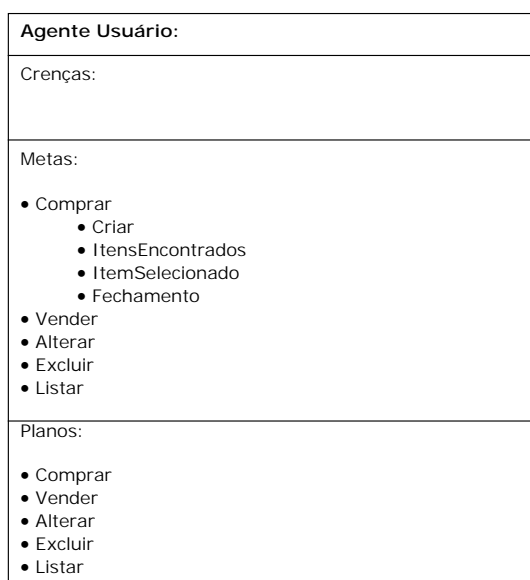 Agente Usuário:
Crenças:
Metas:
• Comprar
• Criar
• ItensEncontrados
• ItemSelecionado
• Fechamento
• Vender
• Alterar
• Excluir
• Listar
Planos:
• Comprar
• Vender
• Alterar
• Excluir
• Listar